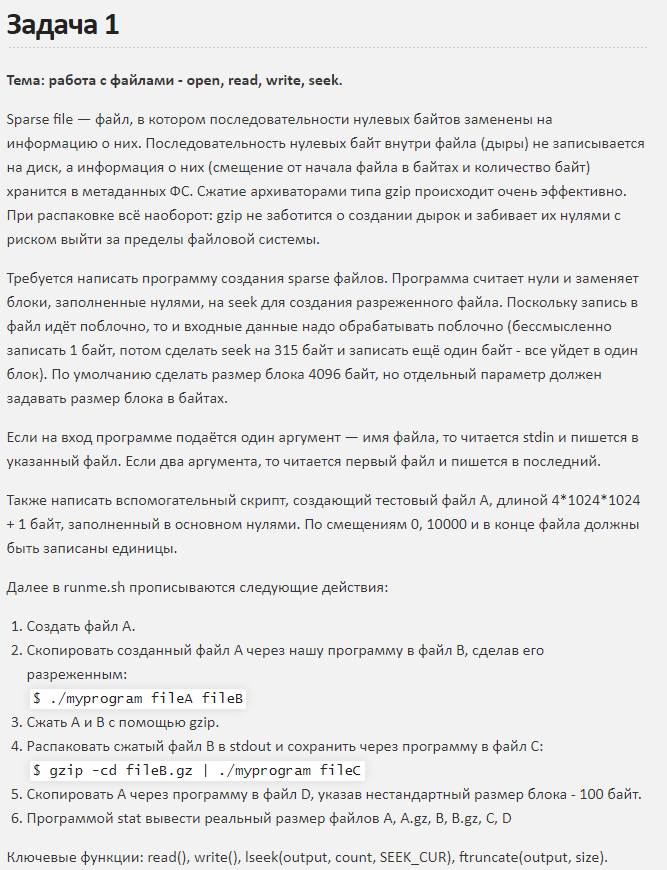 Задача 1
Тема: работа с файлами - open, read, write, seek.
Sparse file — файл, в котором последовательности нулевых байтов заменены на
информацию о них. Последовательность нулевых байт внутри файла (дыры) не записывается
на диск, а информация о них (смещение от начала файла в байтах и количество байт)
хранится в метаданных ФС. Сжатие архиваторами типа gzip происходит очень эффективно.
При распаковке всё наоборот: gzip не заботится о создании дырок и забивает их нулями с
риском выйти за пределы файловой системы.
Требуется написать программу создания sparse файлов. Программа считает нули и заменяет
блоки, заполненные нулями, на seek для создания разреженного файла. Поскольку запись в
файл идёт поблочно, то и входные данные надо обрабатывать поблочно (бессмысленно
записать 1 байт, потом сделать seek на 315 байт и записать ещё один байт - все уйдет в один
блок). По умолчанию сделать размер блока 4096 байт, но отдельный параметр должен
задавать размер блока в байтах.
Если на вход программе подаётся один аргумент — имя файла, то читается stdin и пишется в
указанный файл. Если два аргумента, то читается первый файл и пишется в последний.
Также написать вспомогательный скрипт, создающий тестовый файл А, длиной 4*1024*1024
+ 1 байт, заполненный в основном нулями. По смещениям 0, 10000 и в конце файла должны
быть записаны единицы.
Далее в runme.sh прописываются следующие действия:
1. Создать файл А.
2. Скопировать созданный файл А через нашу программу в файл B, сделав его
разреженным:
$ ./myprogram fileA fileB
3. Сжать А и B с помощью gzip.
4. Распаковать сжатый файл B в stdout и сохранить через программу в файл C:
$ gzip -cd fileB.gz | ./myprogram fileC
5. Скопировать А через программу в файл D, указав нестандартный размер блока - 100 байт.
6. Программой stat вывести реальный размер файлов A, A.gz, B, B.gz, C, D
Ключевые функции: read(), write(), lseek(output, count, SEEK_CUR), ftruncate(output, size).